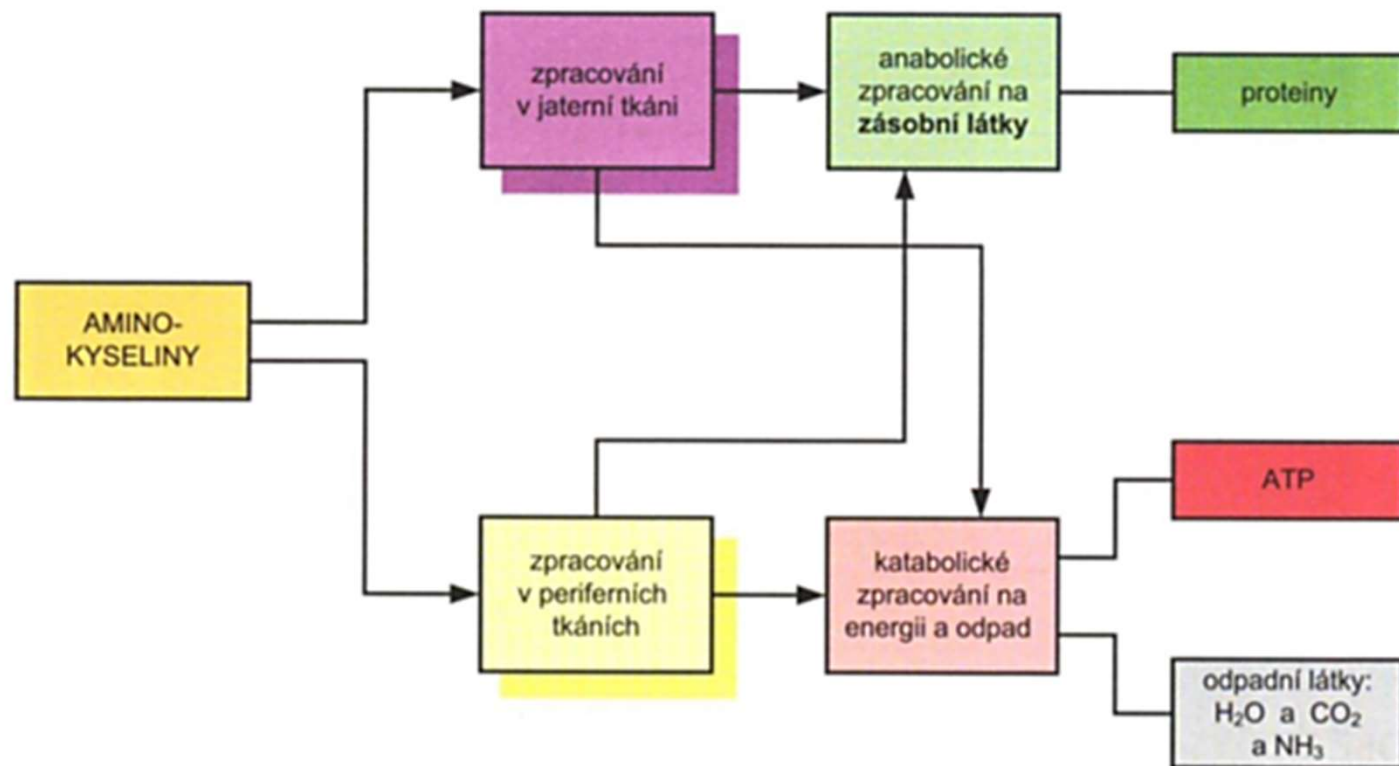 zpracování
v jaterní tkáni
anabolické
zpracování na
zásobní látky
proteiny
AMINO-
KYSELINY
zpracování
v periferních
tkáních
katabolické
zpracování na
energii a odpad
ATP
odpadní látky:
H₂O a CO₂
a NH₃